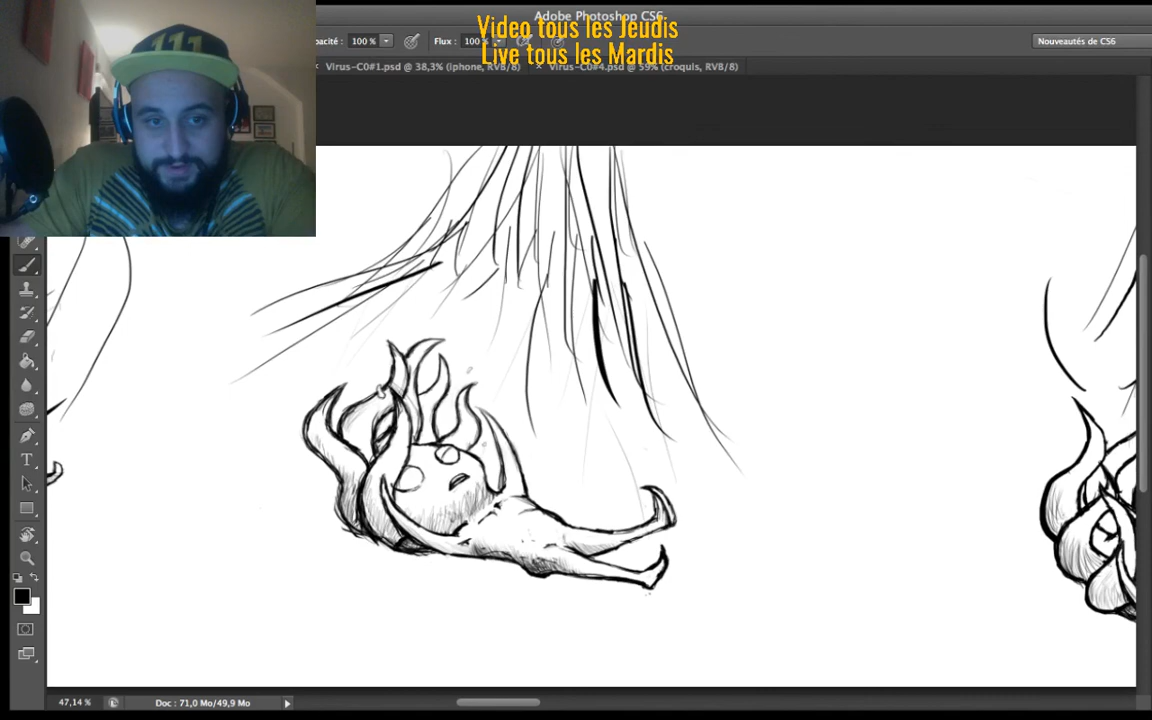 Adobe Photoshop CS6
Video tous les Jeudis
Live tous les Mardis
pacité : 100 % Flux : 100 % Nouveautés de CS6
Virus-C0#1.psd @ 38,3% (iphone, RVB/8) × Virus-C0#4.psd @ 59% (croquis, RVB/8)
111
T
47,14 % Doc : 71,0 Mo/49,9 Mo